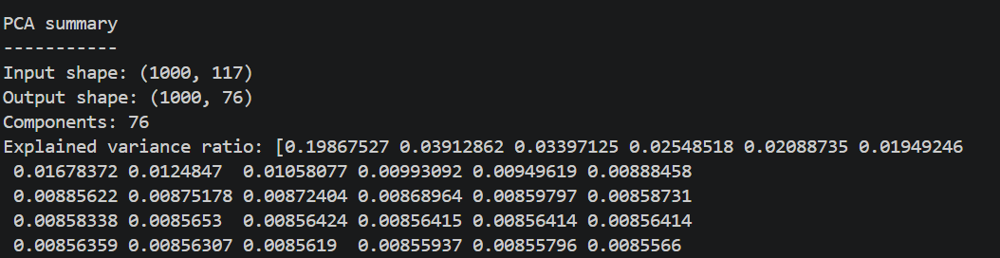 PCA summary
-----------
Input shape: (1000, 117)
Output shape: (1000, 76)
Components: 76
Explained variance ratio: [0.19867527 0.03912862 0.03397125 0.02548518 0.02088735 0.01949246
 0.01678372 0.0124847  0.01058077 0.00993092 0.00949619 0.00888458
 0.00885622 0.00875178 0.00872404 0.00868964 0.00859797 0.00858731
 0.00858338 0.0085653  0.00856424 0.00856415 0.00856414 0.00856414
 0.00856359 0.00856307 0.0085619  0.00855937 0.00855796 0.0085566